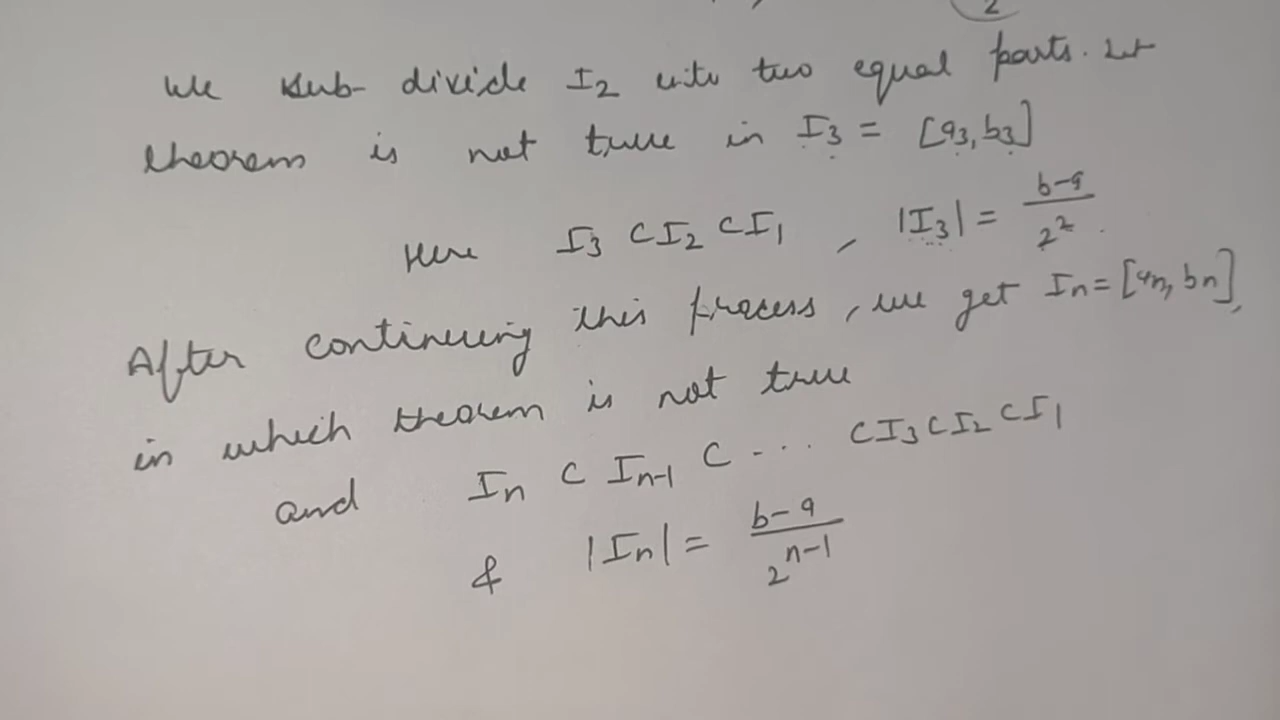 2
We sub-divide I₂ into two equal parts. Let
theorem is not true in I₃ = [a₃, b₃]
Here I₃ ⊂ I₂ ⊂ I₁ , |I₃| = (b-a)/2²
After continuing this process, we get Iₙ = [aₙ, bₙ],
in which theorem is not true
and Iₙ ⊂ Iₙ₋₁ ⊂ ... ⊂ I₃ ⊂ I₂ ⊂ I₁
& |Iₙ| = (b-a)/2ⁿ⁻¹